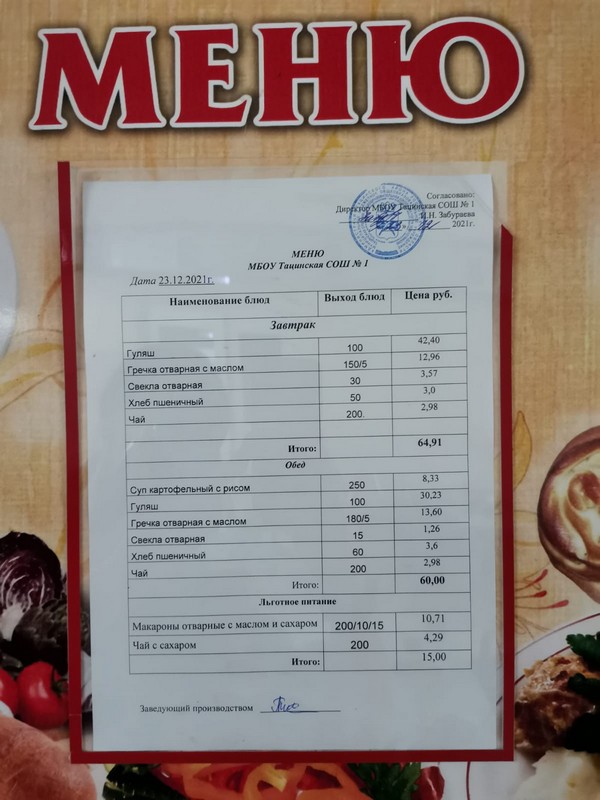 МЕНЮ
Согласовано:
Директор МБОУ Тацинская СОШ № 1
И.Н. Забураева
2021г.
МЕНЮ
МБОУ Тацинская СОШ № 1
Дата 23.12.2021г.
Наименование блюд Выход блюд Цена руб.
Завтрак
Гуляш 100 42,40
Гречка отварная с маслом 150/5 12,96
Свекла отварная 30 3,57
Хлеб пшеничный 50 3,0
Чай 200. 2,98
Итого: 64,91
Обед
Суп картофельный с рисом 250 8,33
Гуляш 100 30,23
Гречка отварная с маслом 180/5 13,60
Свекла отварная 15 1,26
Хлеб пшеничный 60 3,6
Чай 200 2,98
Итого: 60,00
Льготное питание
Макароны отварные с маслом и сахаром 200/10/15 10,71
Чай с сахаром 200 4,29
Итого: 15,00
Заведующий производством